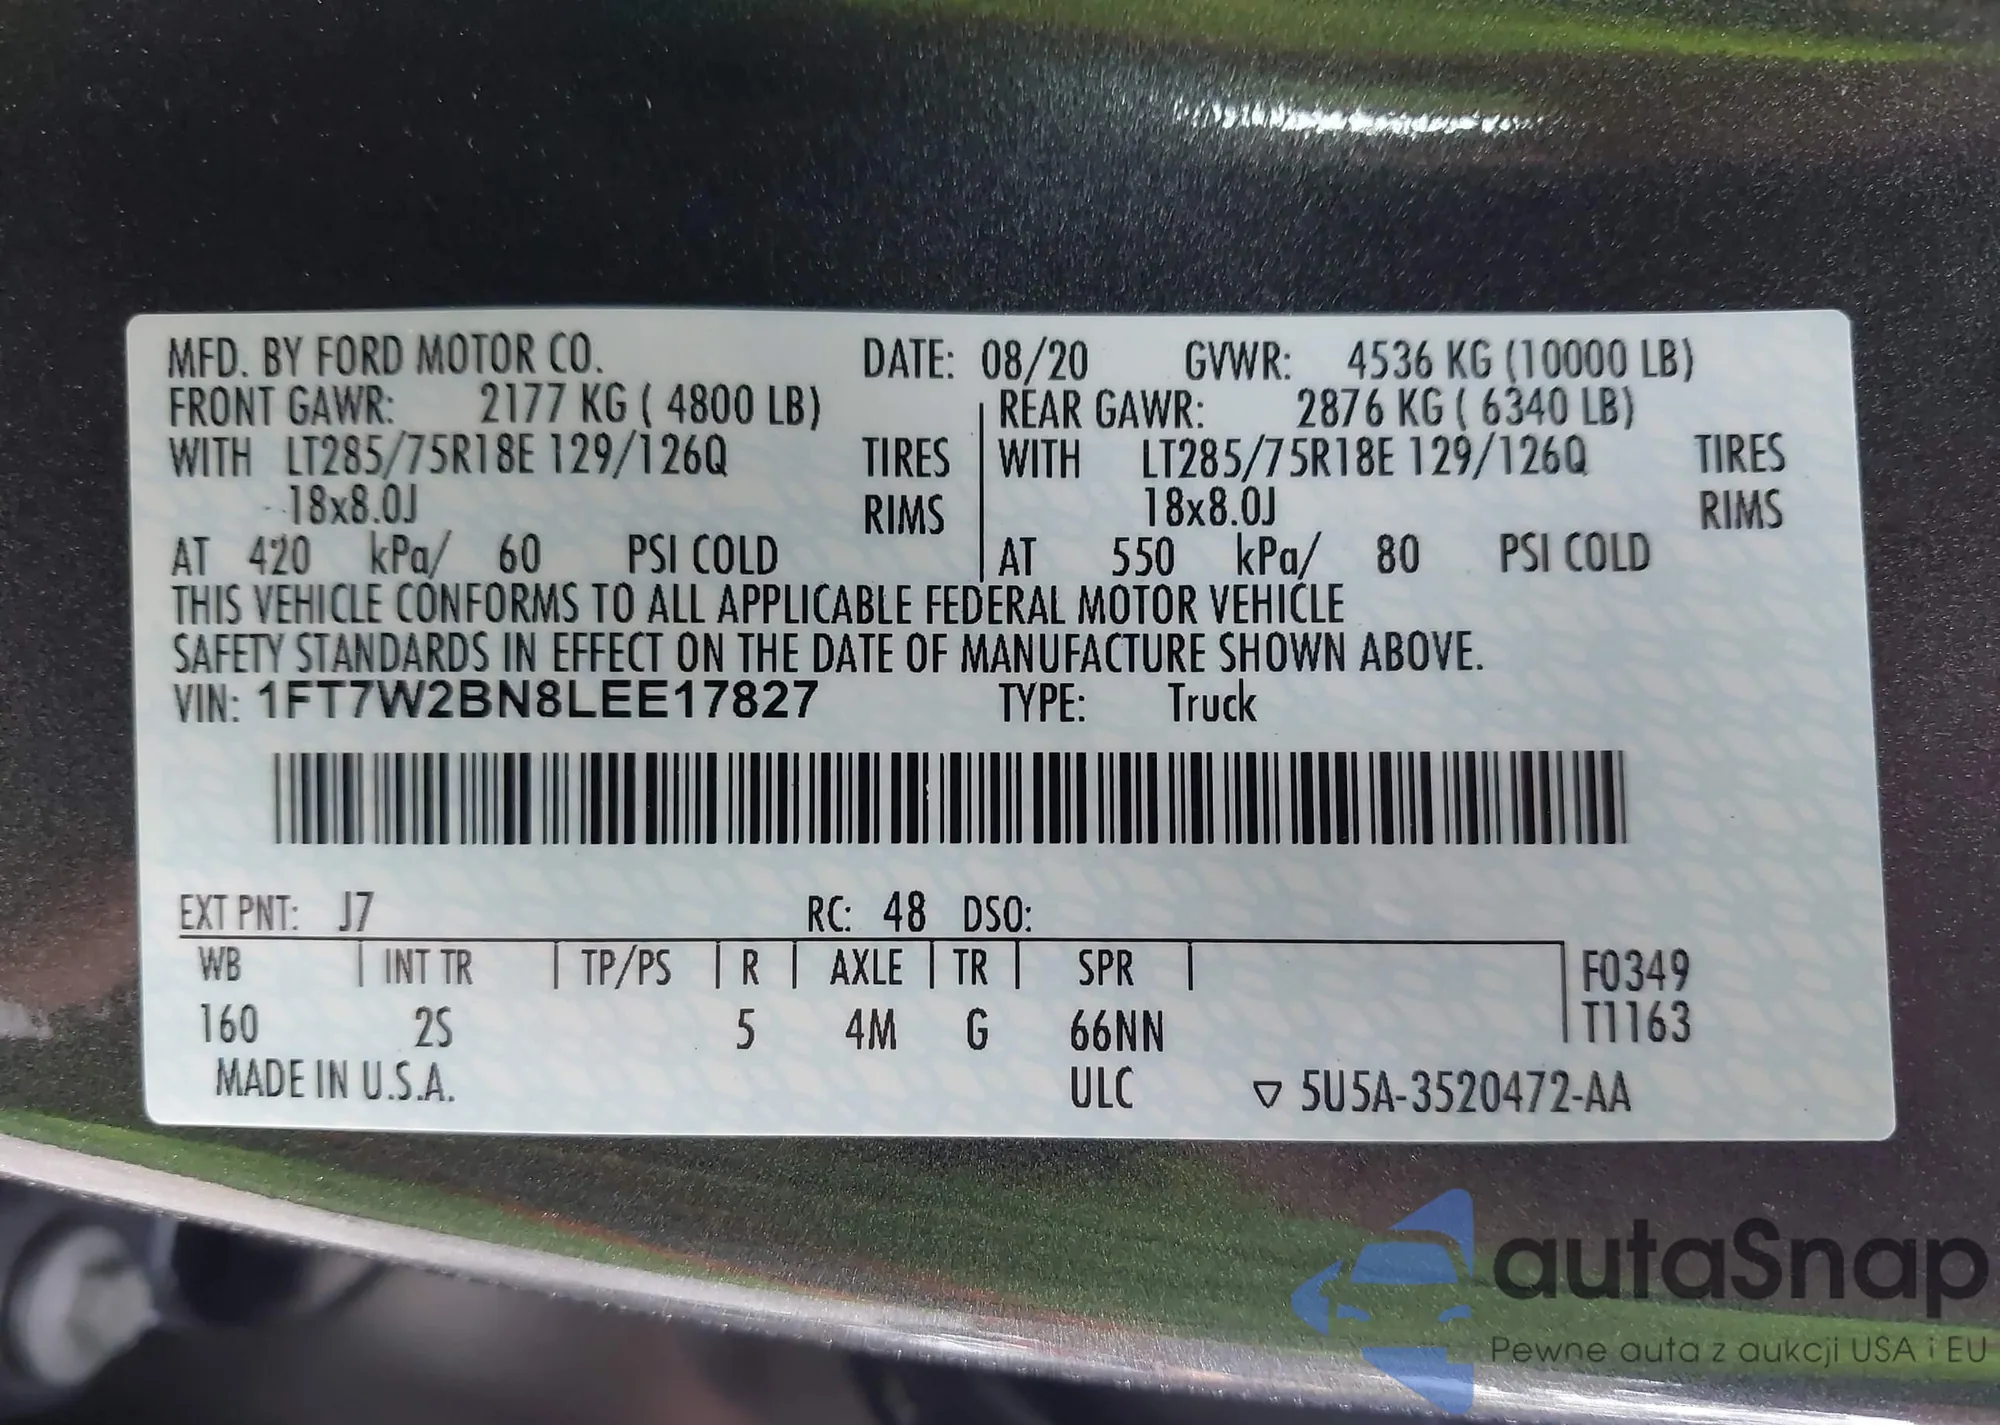 MFD. BY FORD MOTOR CO. DATE: 08/20 GVWR: 4536 KG (10000 LB)
FRONT GAWR: 2177 KG ( 4800 LB) REAR GAWR: 2876 KG ( 6340 LB)
WITH LT285/75R18E 129/126Q TIRES WITH LT285/75R18E 129/126Q TIRES
18x8.0J RIMS 18x8.0J RIMS
AT 420 kPa/ 60 PSI COLD AT 550 kPa/ 80 PSI COLD
THIS VEHICLE CONFORMS TO ALL APPLICABLE FEDERAL MOTOR VEHICLE
SAFETY STANDARDS IN EFFECT ON THE DATE OF MANUFACTURE SHOWN ABOVE.
VIN: 1FT7W2BN8LEE17827 TYPE: Truck
EXT PNT: J7 RC: 48 DSO:
WB INT TR TP/PS R AXLE TR SPR F0349
160 2S 5 4M G 66NN T1163
MADE IN U.S.A. ULC ▽ 5U5A-3520472-AA
autaSnap
Pewne auta z aukcji USA i EU